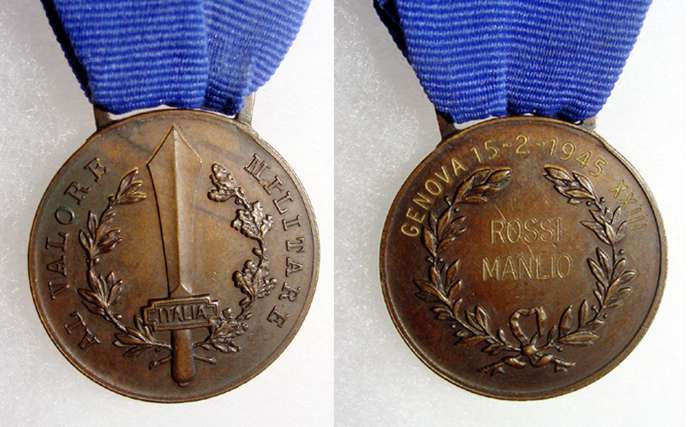 AL VALORE MILITARE
ITALIA
GENOVA 15-2-1945 XXIII
ROSSI
MANLIO